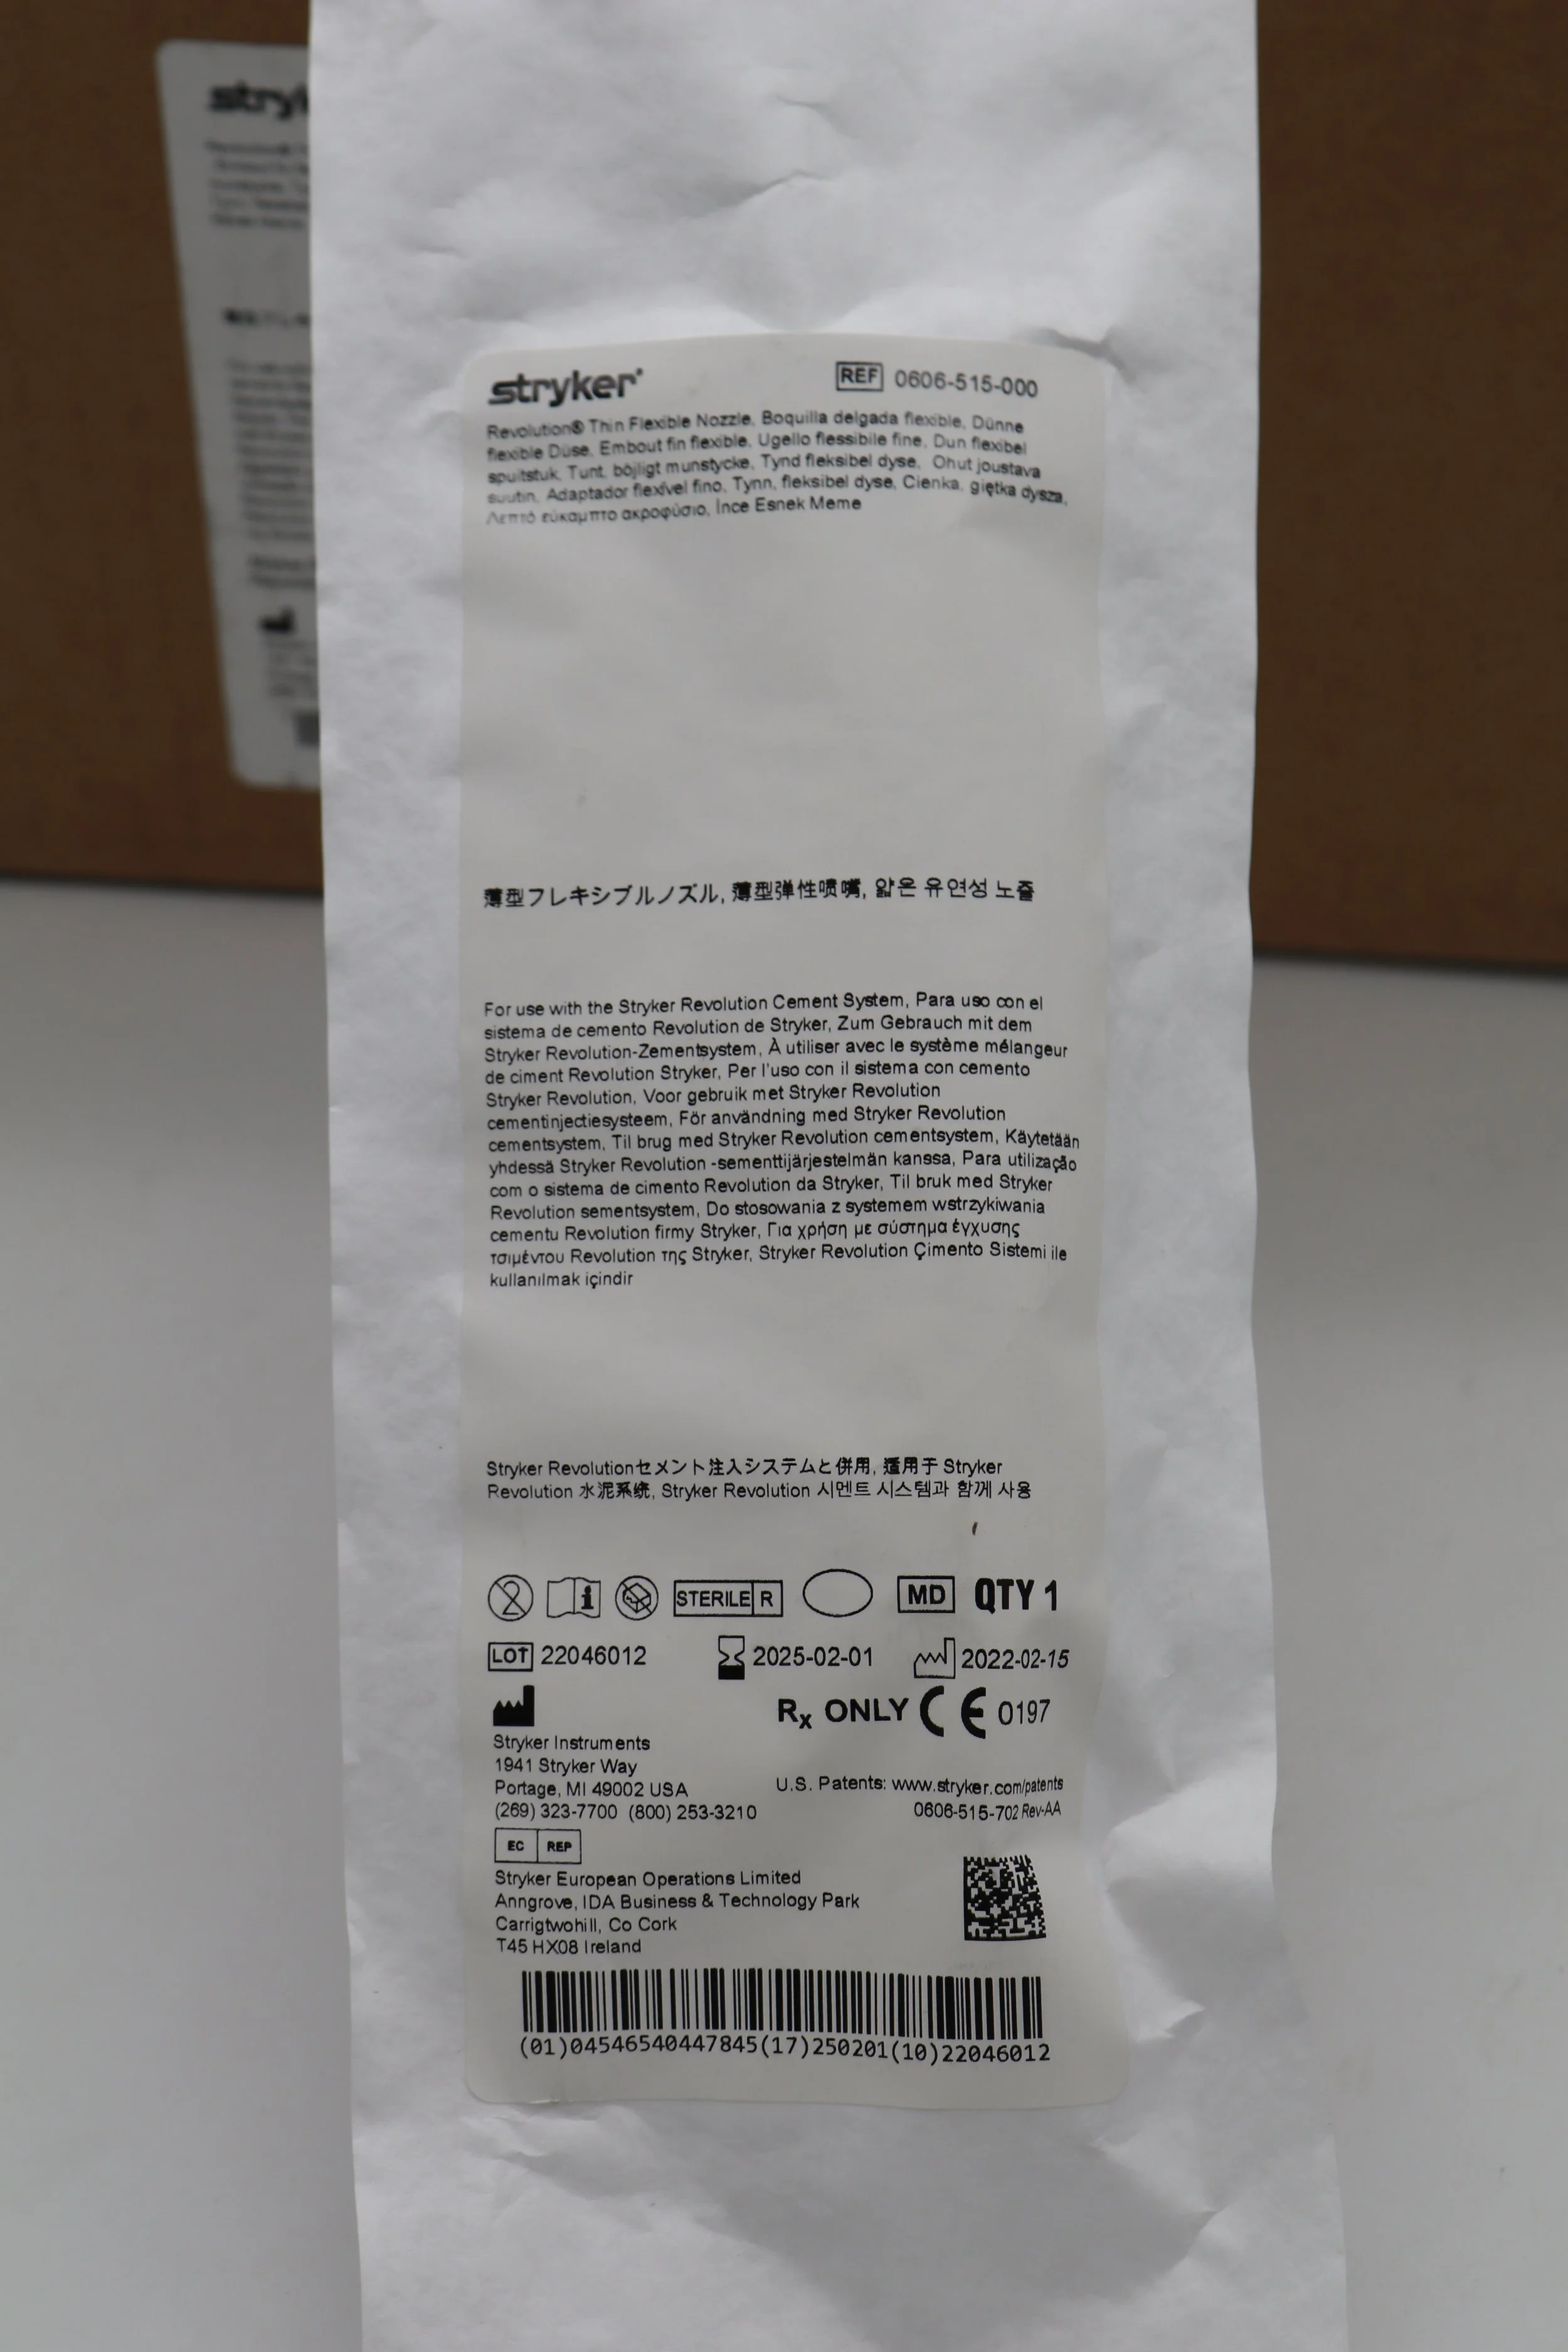 stryker
REF 0606-515-000
Revolution® Thin Flexible Nozzle, Boquilla delgada flexible, Dünne
flexible Düse, Embout fin flexible, Ugello flessibile fine, Dun flexibel
spuitstuk, Tunt, böjligt munstycke, Tynd fleksibel dyse, Ohut joustava
suutin, Adaptador flexível fino, Tynn, fleksibel dyse, Cienka, giętka dysza,
Λεπτό εύκαμπτο ακροφύσιο, İnce Esnek Meme
薄型フレキシブルノズル, 薄型弹性喷嘴, 얇은 유연성 노즐
For use with the Stryker Revolution Cement System, Para uso con el
sistema de cemento Revolution de Stryker, Zum Gebrauch mit dem
Stryker Revolution-Zementsystem, À utiliser avec le système mélangeur
de ciment Revolution Stryker, Per l'uso con il sistema con cemento
Stryker Revolution, Voor gebruik met Stryker Revolution
cementinjectiesysteem, För användning med Stryker Revolution
cementsystem, Til brug med Stryker Revolution cementsystem, Käytetään
yhdessä Stryker Revolution -sementtijärjestelmän kanssa, Para utilização
com o sistema de cimento Revolution da Stryker, Til bruk med Stryker
Revolution sementsystem, Do stosowania z systemem wstrzykiwania
cementu Revolution firmy Stryker, Για χρήση με σύστημα έγχυσης
τσιμέντου Revolution της Stryker, Stryker Revolution Çimento Sistemi ile
kullanılmak içindir
Stryker Revolutionセメント注入システムと併用, 适用于 Stryker
Revolution 水泥系统, Stryker Revolution 시멘트 시스템과 함께 사용
2 i STERILE R MD QTY 1
LOT 22046012 2025-02-01 2022-02-15
Rx ONLY CE 0197
Stryker Instruments
1941 Stryker Way
Portage, MI 49002 USA
(269) 323-7700 (800) 253-3210
U.S. Patents: www.stryker.com/patents
0606-515-702 Rev-AA
EC REP
Stryker European Operations Limited
Anngrove, IDA Business & Technology Park
Carrigtwohill, Co Cork
T45 HX08 Ireland
(01)04546540447845(17)250201(10)22046012